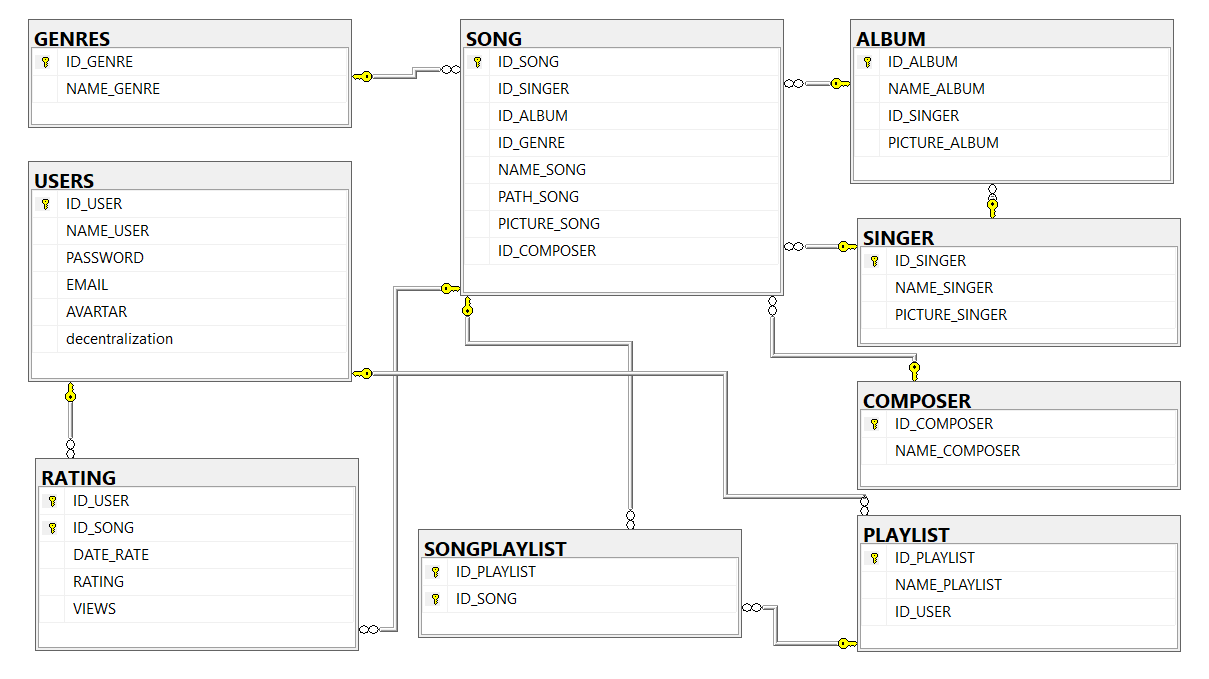 GENRES
ID_GENRE
NAME_GENRE
USERS
ID_USER
NAME_USER
PASSWORD
EMAIL
AVARTAR
decentralization
RATING
ID_USER
ID_SONG
DATE_RATE
RATING
VIEWS
SONG
ID_SONG
ID_SINGER
ID_ALBUM
ID_GENRE
NAME_SONG
PATH_SONG
PICTURE_SONG
ID_COMPOSER
SONGPLAYLIST
ID_PLAYLIST
ID_SONG
ALBUM
ID_ALBUM
NAME_ALBUM
ID_SINGER
PICTURE_ALBUM
SINGER
ID_SINGER
NAME_SINGER
PICTURE_SINGER
COMPOSER
ID_COMPOSER
NAME_COMPOSER
PLAYLIST
ID_PLAYLIST
NAME_PLAYLIST
ID_USER